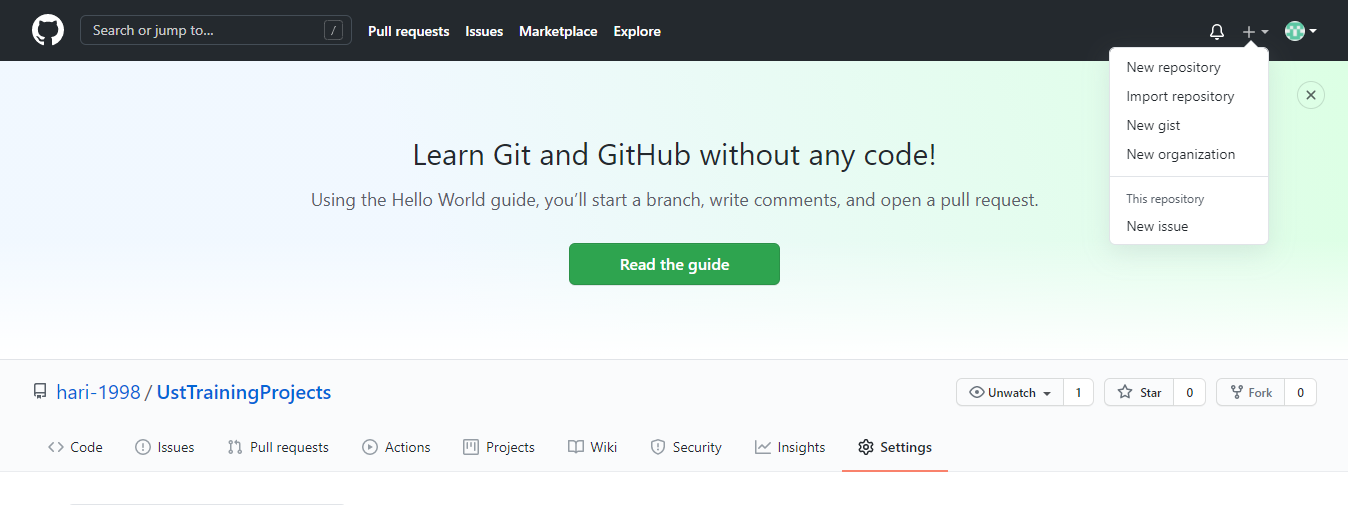 Search or jump to... / Pull requests Issues Marketplace Explore
New repository
Import repository
New gist
New organization
This repository
New issue
Learn Git and GitHub without any code!
Using the Hello World guide, you’ll start a branch, write comments, and open a pull request.
Read the guide
hari-1998 / UstTrainingProjects Unwatch 1 Star 0 Fork 0
Code Issues Pull requests Actions Projects Wiki Security Insights Settings